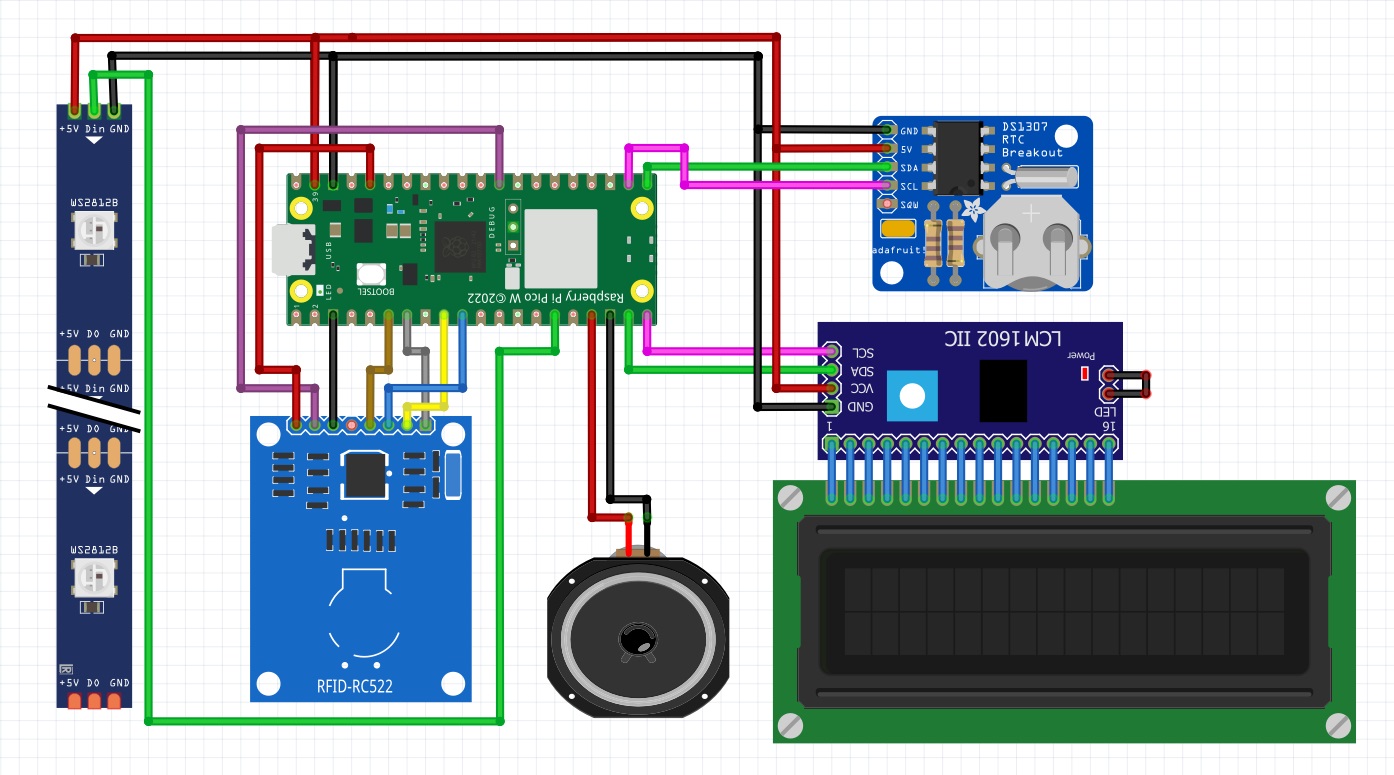 +5V Din GND
WS2812B
+5V DO GND
+5V Din GND
+5V DO GND
+5V Din GND
WS2812B
R
+5V DO GND
39
USB
DEBUG
LED
1
2
BOOTSEL
Raspberry Pi Pico W ©2022
RFID-RC522
GND
5V
SDA
SCL
SQW
DS1307
RTC
Breakout
adafruit!
LCM1602 IIC
Power
SCL
SDA
VCC
GND
LED
1
16